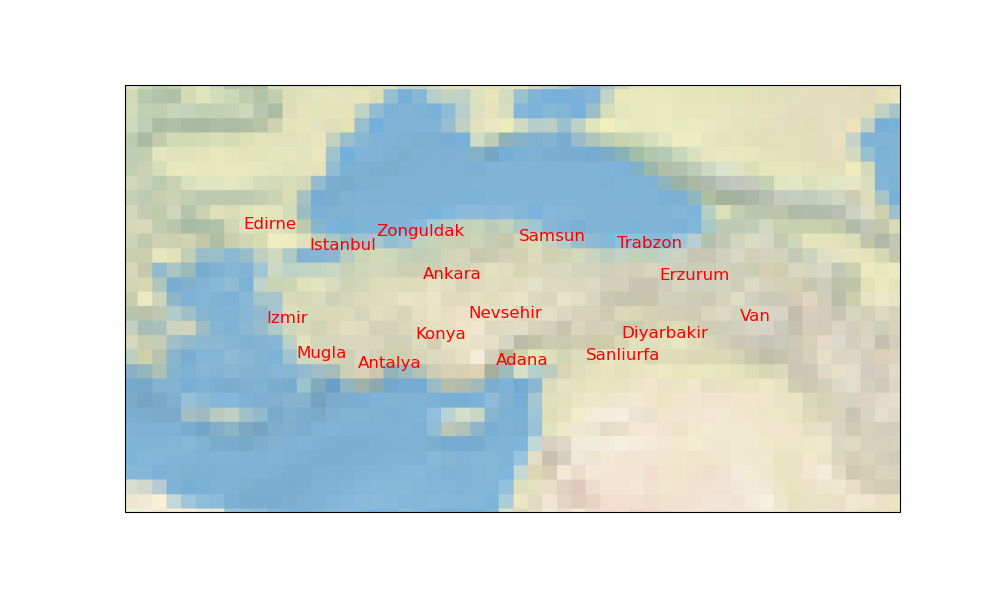 Edirne
Zonguldak
Samsun
Istanbul
Trabzon
Ankara
Erzurum
Nevsehir
Van
Izmir
Konya
Diyarbakir
Mugla
Sanliurfa
Adana
Antalya